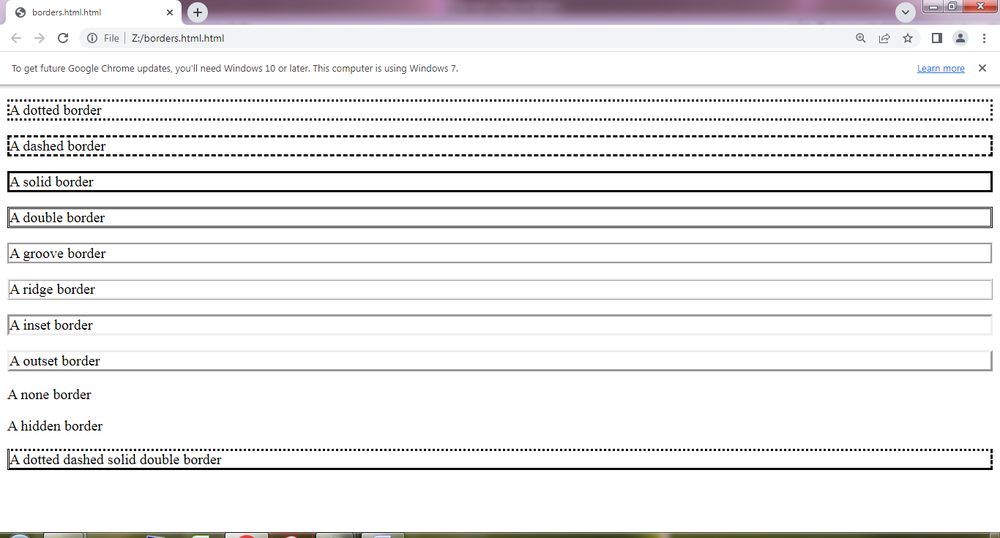 borders.html.html
File Z:/borders.html.html
To get future Google Chrome updates, you'll need Windows 10 or later. This computer is using Windows 7. Learn more
A dotted border
A dashed border
A solid border
A double border
A groove border
A ridge border
A inset border
A outset border
A none border
A hidden border
A dotted dashed solid double border